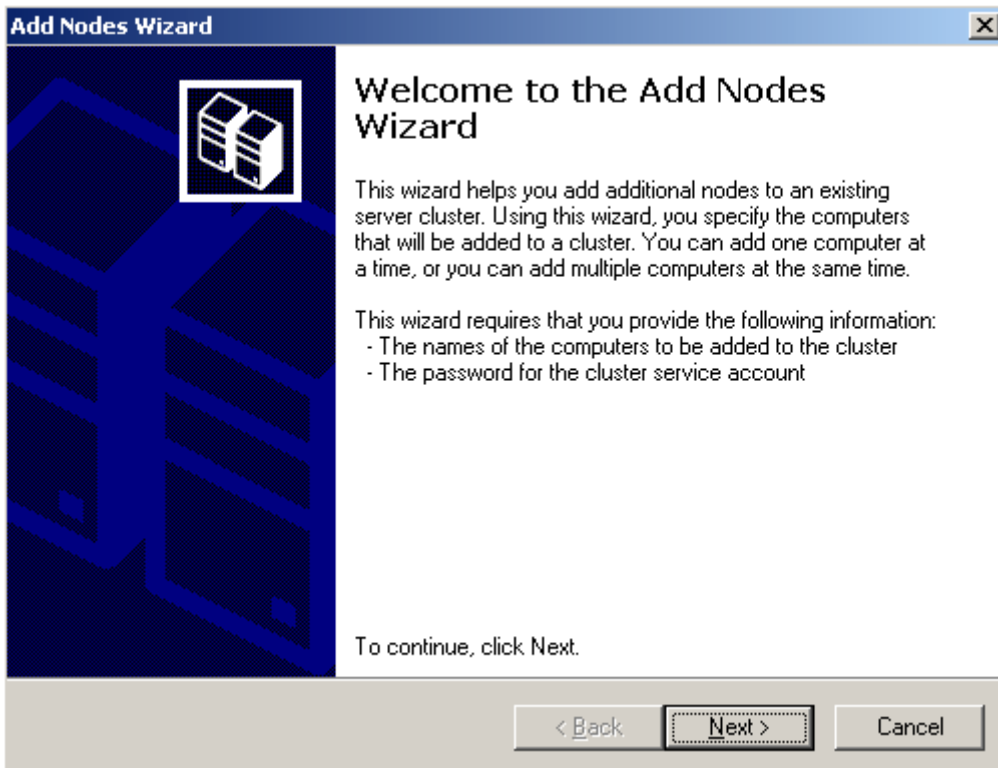 Add Nodes Wizard
Welcome to the Add Nodes
Wizard
This wizard helps you add additional nodes to an existing
server cluster. Using this wizard, you specify the computers
that will be added to a cluster. You can add one computer at
a time, or you can add multiple computers at the same time.
This wizard requires that you provide the following information:
- The names of the computers to be added to the cluster
- The password for the cluster service account
To continue, click Next.
< Back Next > Cancel